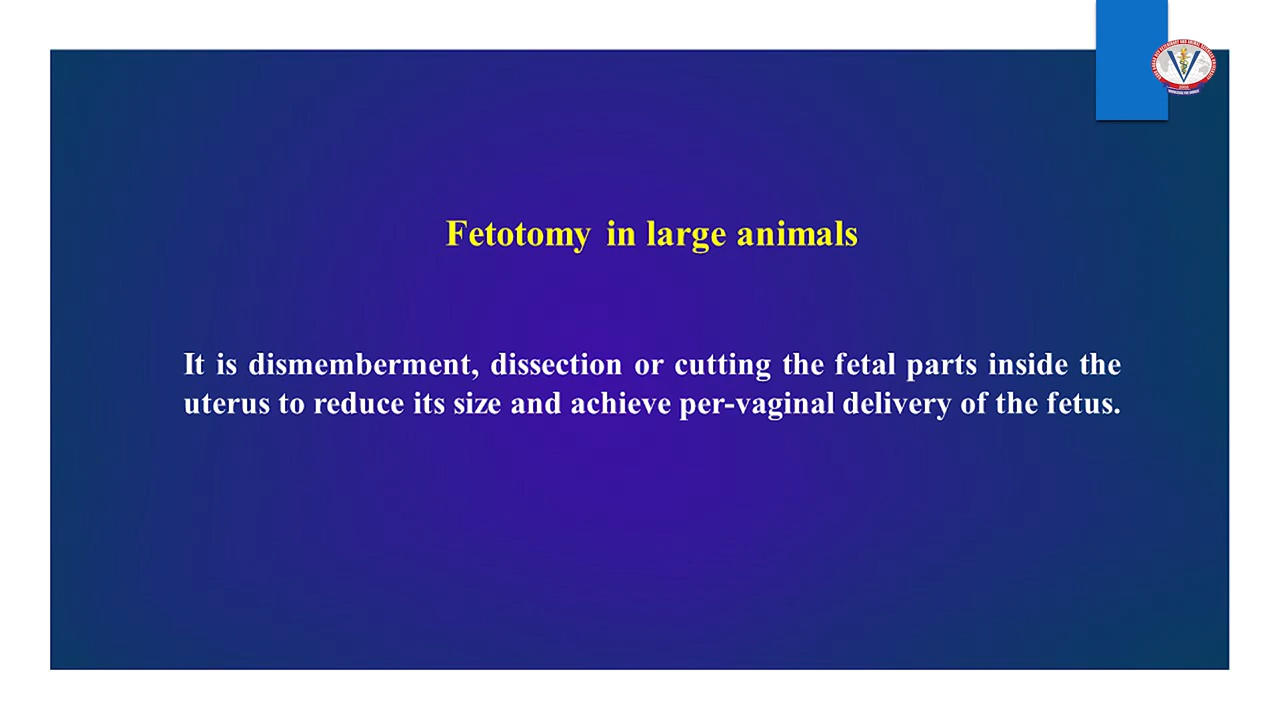 Fetotomy in large animals
It is dismemberment, dissection or cutting the fetal parts inside the
uterus to reduce its size and achieve per-vaginal delivery of the fetus.